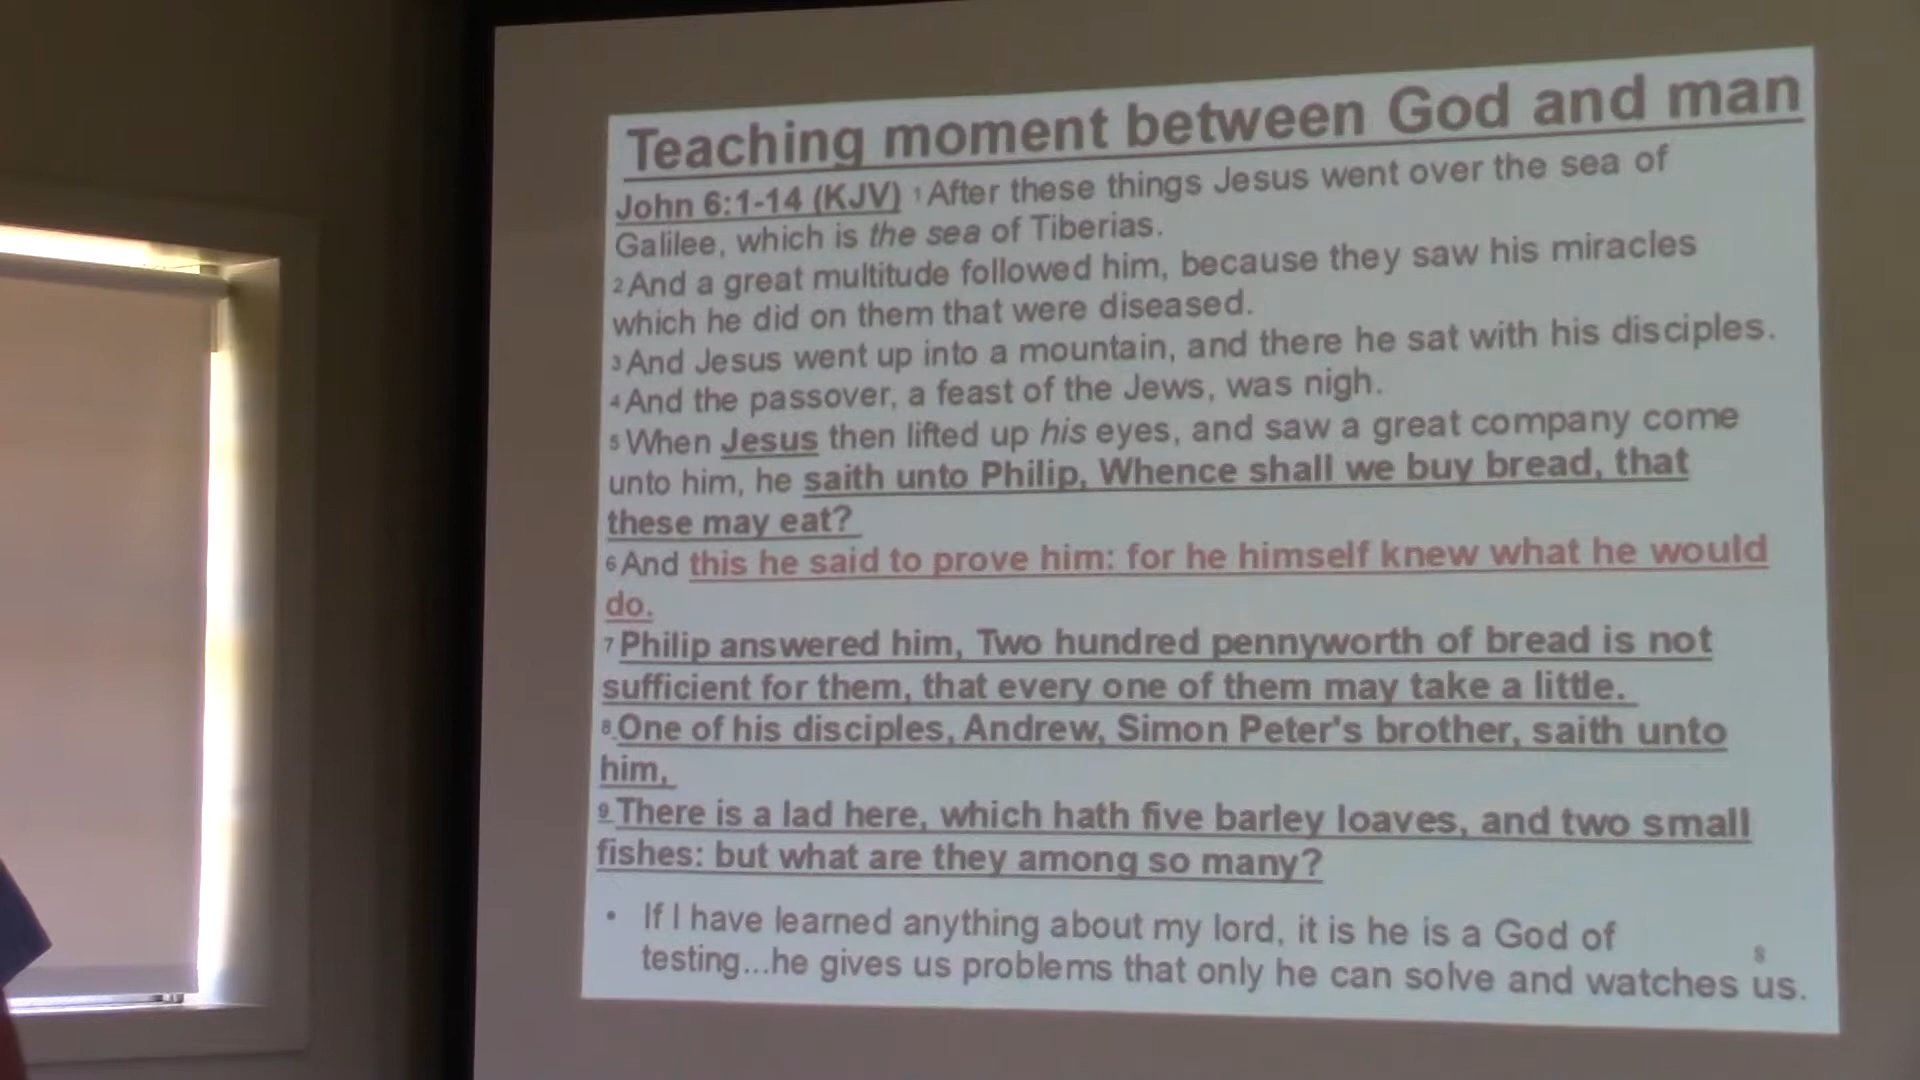 Teaching moment between God and man
John 6:1-14 (KJV) 1 After these things Jesus went over the sea of
Galilee, which is the sea of Tiberias.
2 And a great multitude followed him, because they saw his miracles
which he did on them that were diseased.
3 And Jesus went up into a mountain, and there he sat with his disciples.
4 And the passover, a feast of the Jews, was nigh.
5 When Jesus then lifted up his eyes, and saw a great company come
unto him, he saith unto Philip, Whence shall we buy bread, that
these may eat?
6 And this he said to prove him: for he himself knew what he would
do.
7 Philip answered him, Two hundred pennyworth of bread is not
sufficient for them, that every one of them may take a little.
8 One of his disciples, Andrew, Simon Peter's brother, saith unto
him,
9 There is a lad here, which hath five barley loaves, and two small
fishes: but what are they among so many?
• If I have learned anything about my lord, it is he is a God of
testing...he gives us problems that only he can solve and watches us.
8